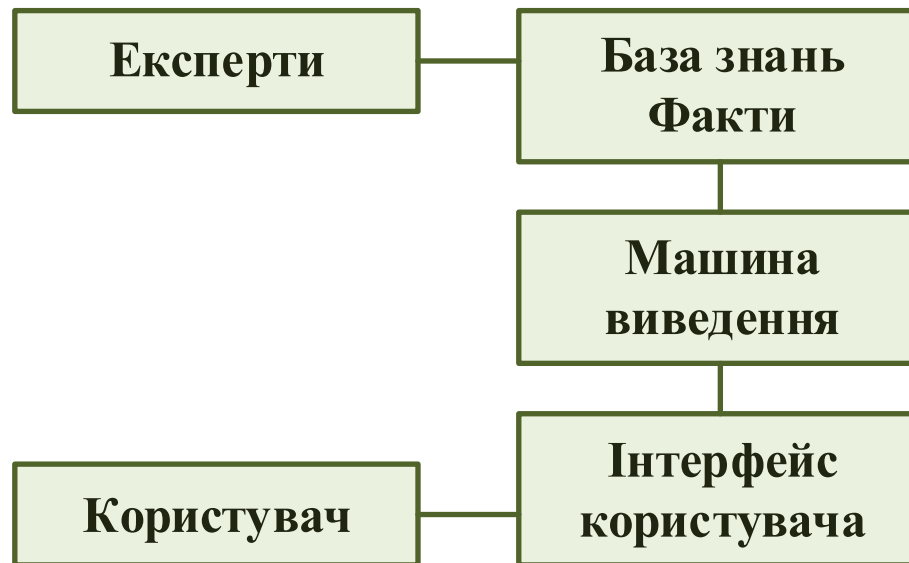 Експерти
База знань
Факти
Машина
виведення
Інтерфейс
користувача
Користувач